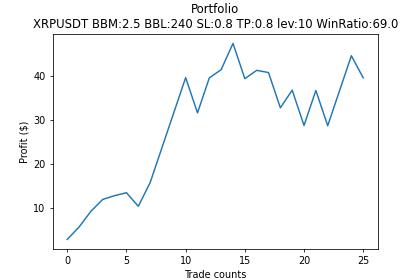 Portfolio
XRPUSDT BBM:2.5 BBL:240 SL:0.8 TP:0.8 lev:10 WinRatio:69.0
40
30
20
10
Profit ($)
0 5 10 15 20 25
Trade counts